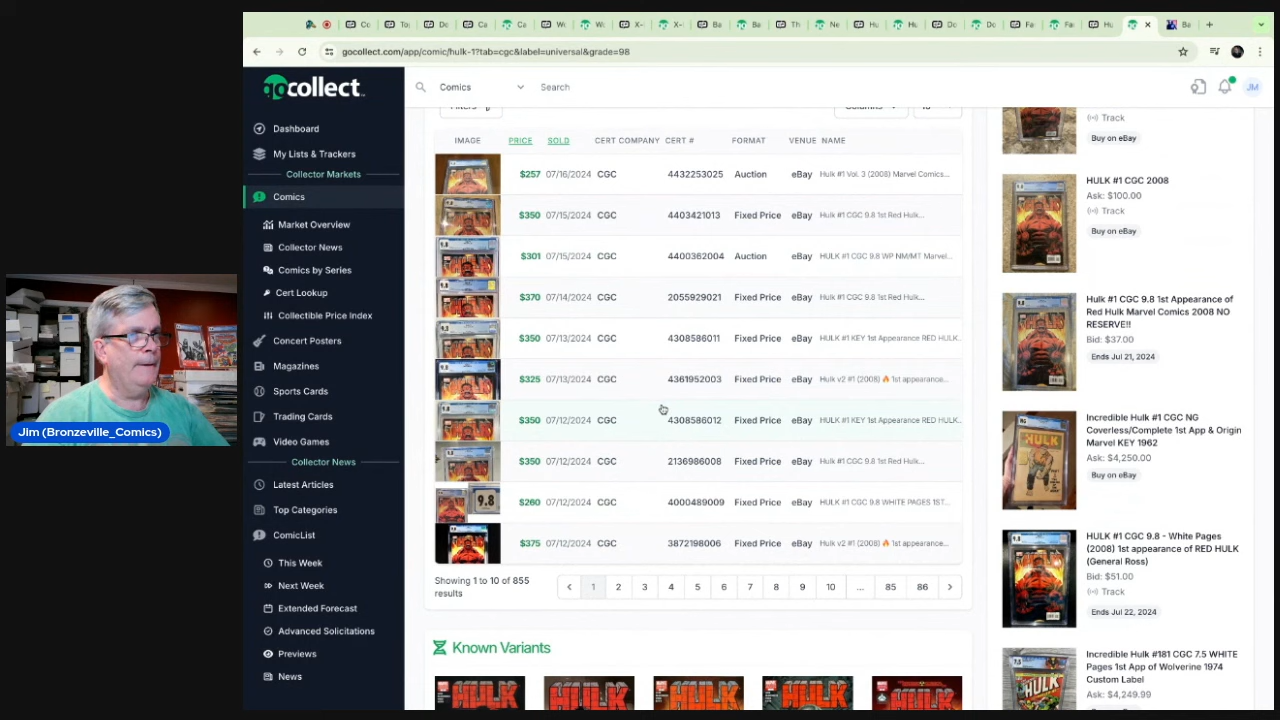 gocollect.com/app/comic/hulk-1?tab=cgc&label=universal&grade=98
gocollect
Comics
Search
JM
Dashboard
My Lists & Trackers
Collector Markets
Comics
Market Overview
Collector News
Comics by Series
Cert Lookup
Collectible Price Index
Concert Posters
Magazines
Sports Cards
Trading Cards
Video Games
Collector News
Latest Articles
Top Categories
ComicList
This Week
Next Week
Extended Forecast
Advanced Solicitations
Previews
News
Jim (Bronzeville_Comics)
IMAGE PRICE SOLD CERT COMPANY CERT # FORMAT VENUE NAME
$257 07/16/2024 CGC 4432253025 Auction eBay Hulk #1 Vol. 3 (2008) Marvel Comics...
$350 07/15/2024 CGC 4403421013 Fixed Price eBay Hulk #1 CGC 9.8 1st Red Hulk...
$301 07/15/2024 CGC 4400362004 Auction eBay HULK #1 CGC 9.8 WP NM/MT Marvel...
$370 07/14/2024 CGC 2055929021 Fixed Price eBay Hulk #1 CGC 9.8 1st Red Hulk...
$350 07/13/2024 CGC 4308586011 Fixed Price eBay HULK #1 KEY 1st Appearance RED HULK..
$325 07/13/2024 CGC 4361952003 Fixed Price eBay Hulk v2 #1 (2008) 🔥 1st appearance...
$350 07/12/2024 CGC 4308586012 Fixed Price eBay HULK #1 KEY 1st Appearance RED HULK..
$350 07/12/2024 CGC 2136986008 Fixed Price eBay Hulk #1 CGC 9.8 1st Red Hulk...
9.8
$260 07/12/2024 CGC 4000489009 Fixed Price eBay HULK #1 CGC 9.8 WHITE PAGES 1ST...
$375 07/12/2024 CGC 3872198006 Fixed Price eBay Hulk v2 #1 (2008) 🔥 1st appearance...
Showing 1 to 10 of 855
results
1 2 3 4 5 6 7 8 9 10 ... 85 86
Known Variants
HULK HULK HULK HULK HULK
Track
Buy on eBay
HULK #1 CGC 2008
Ask: $100.00
Track
Buy on eBay
Hulk #1 CGC 9.8 1st Appearance of
Red Hulk Marvel Comics 2008 NO
RESERVE!!
Bid: $37.00
Ends Jul 21, 2024
Incredible Hulk #1 CGC NG
Coverless/Complete 1st App & Origin
Marvel KEY 1962
Ask: $4,250.00
Buy on eBay
HULK #1 CGC 9.8 - White Pages
(2008) 1st appearance of RED HULK
(General Ross)
Bid: $51.00
Track
Ends Jul 22, 2024
Incredible Hulk #181 CGC 7.5 WHITE
Pages 1st App of Wolverine 1974
Custom Label
Ask: $4,249.99